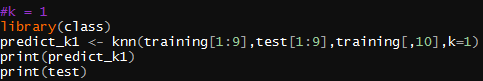 #k = 1
library(class)
predict_k1 <- knn(training[1:9],test[1:9],training[,10],k=1)
print(predict_k1)
print(test)